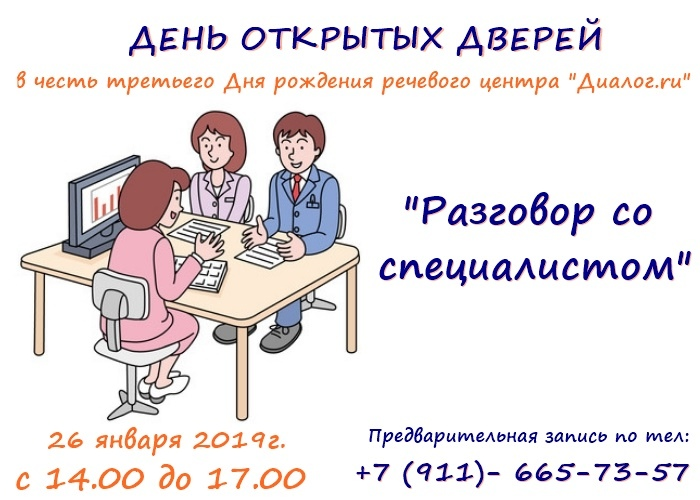 ДЕНЬ ОТКРЫТЫХ ДВЕРЕЙ
в честь третьего Дня рождения речевого центра "Диалог.ru"
"Разговор со
специалистом"
26 января 2019г.
с 14.00 до 17.00
Предварительная запись по тел:
+7 (911)- 665-73-57